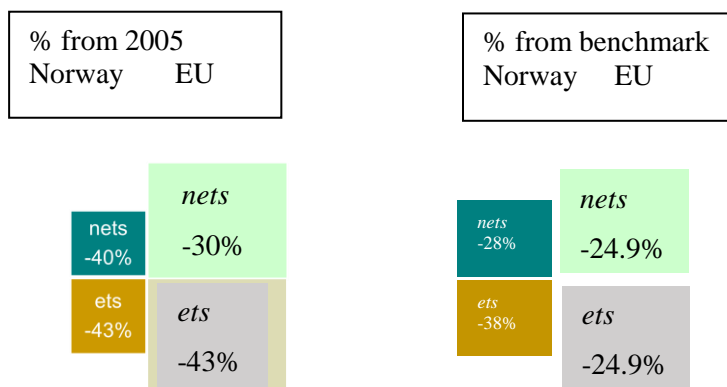 % from 2005
Norway EU
% from benchmark
Norway EU
nets
-40%
nets
-30%
ets
-43%
ets
-43%
nets
-28%
nets
-24.9%
ets
-38%
ets
-24.9%